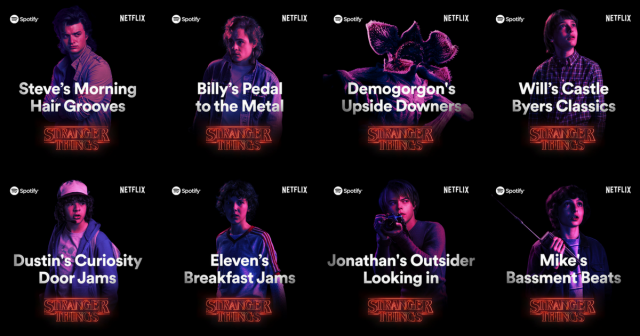 Spotify NETFLIX
Steve's Morning
Hair Grooves
STRANGER
THINGS
Spotify NETFLIX
Billy's Pedal
to the Metal
STRANGER
THINGS
Spotify NETFLIX
Demogorgon's
Upside Downers
STRANGER
THINGS
Spotify NETFLIX
Will's Castle
Byers Classics
STRANGER
THINGS
Spotify NETFLIX
Dustin's Curiosity
Door Jams
STRANGER
THINGS
Spotify NETFLIX
Eleven's
Breakfast Jams
STRANGER
THINGS
Spotify NETFLIX
Jonathan's Outsider
Looking in
STRANGER
THINGS
Spotify NETFLIX
Mike's
Bassment Beats
STRANGER
THINGS